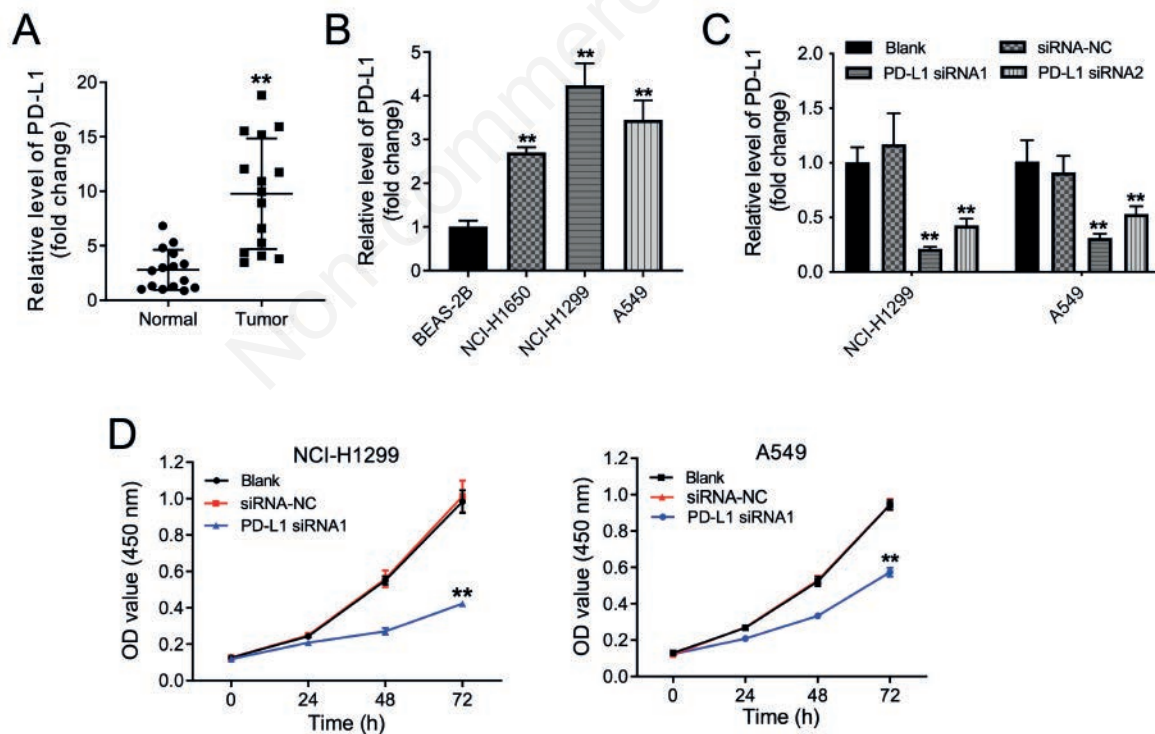 Non-commercial
A
Relative level of PD-L1
(fold change)
20
15
10
5
0
**
Normal
Tumor
B
Relative level of PD-L1
(fold change)
5
4
3
2
1
0
**
**
**
BEAS-2B
NCI-H1650
NCI-H1299
A549
C
Blank
siRNA-NC
PD-L1 siRNA1
PD-L1 siRNA2
Relative level of PD-L1
(fold change)
2.0
1.5
1.0
0.5
0.0
**
**
**
**
NCI-H1299
A549
D
NCI-H1299
Blank
siRNA-NC
PD-L1 siRNA1
OD value (450 nm)
1.2
1.0
0.8
0.6
0.4
0.2
0.0
**
0
24
48
72
Time (h)
A549
Blank
siRNA-NC
PD-L1 siRNA1
OD value (450 nm)
1.2
1.0
0.8
0.6
0.4
0.2
0.0
**
0
24
48
72
Time (h)